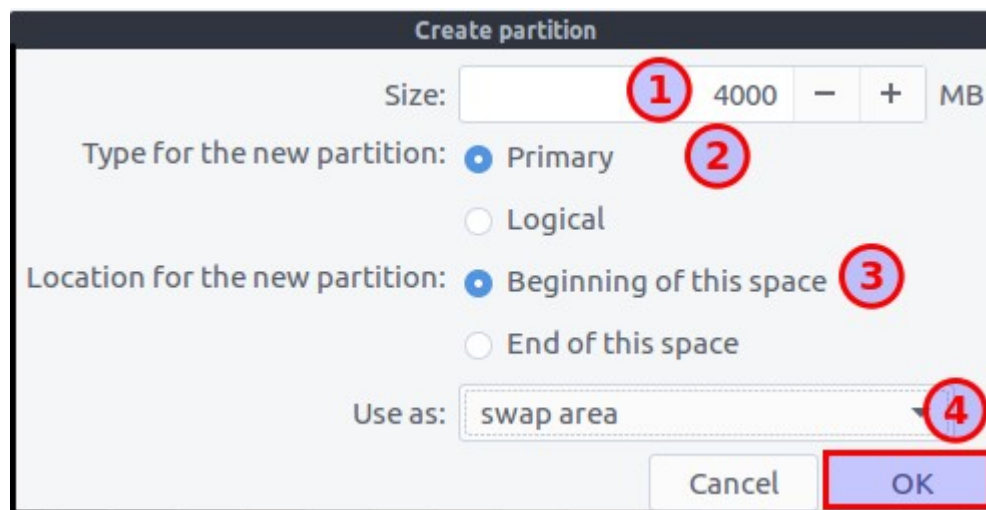 Create partition
Size: 1 4000 − + MB
Type for the new partition: Primary 2
Logical
Location for the new partition: Beginning of this space 3
End of this space
Use as: swap area 4
Cancel OK